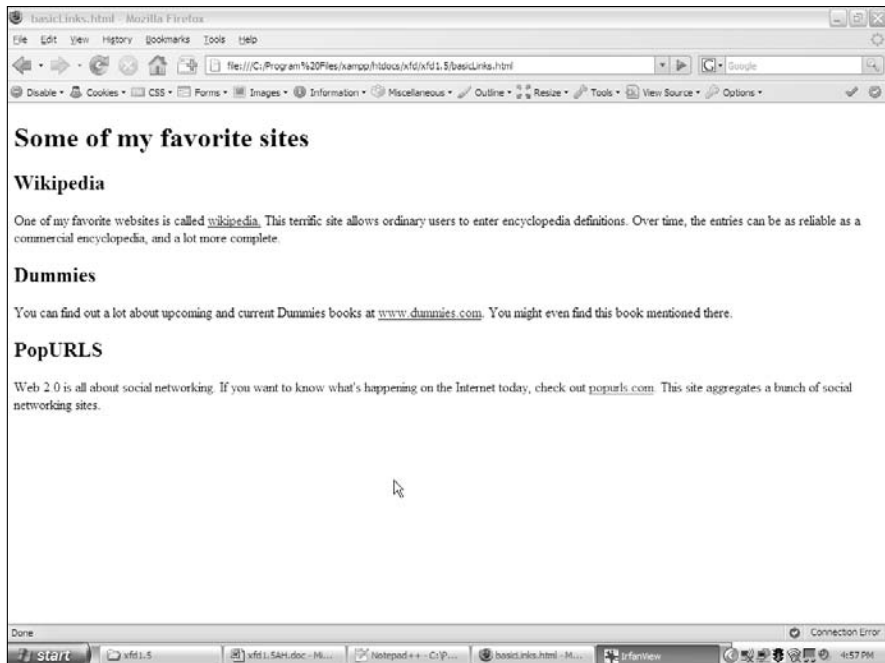 basicLinks.html - Mozilla Firefox
File Edit View History Bookmarks Tools Help
file:///C:/Program%20Files/xampp/htdocs/xfd/xfd1.5/basicLinks.html
Google
Disable Cookies CSS Forms Images Information Miscellaneous Outline Resize Tools View Source Options
Some of my favorite sites
Wikipedia
One of my favorite websites is called wikipedia. This terrific site allows ordinary users to enter encyclopedia definitions. Over time, the entries can be as reliable as a
commercial encyclopedia, and a lot more complete.
Dummies
You can find out a lot about upcoming and current Dummies books at www.dummies.com. You might even find this book mentioned there.
PopURLS
Web 2.0 is all about social networking. If you want to know what's happening on the Internet today, check out popurls.com. This site aggregates a bunch of social
networking sites.
Done
Connection Error
start xfd1.5 xfd1.5AH.doc - Mi... Notepad++ - C:\P... basicLinks.html - M... IrfanView 4:57 PM